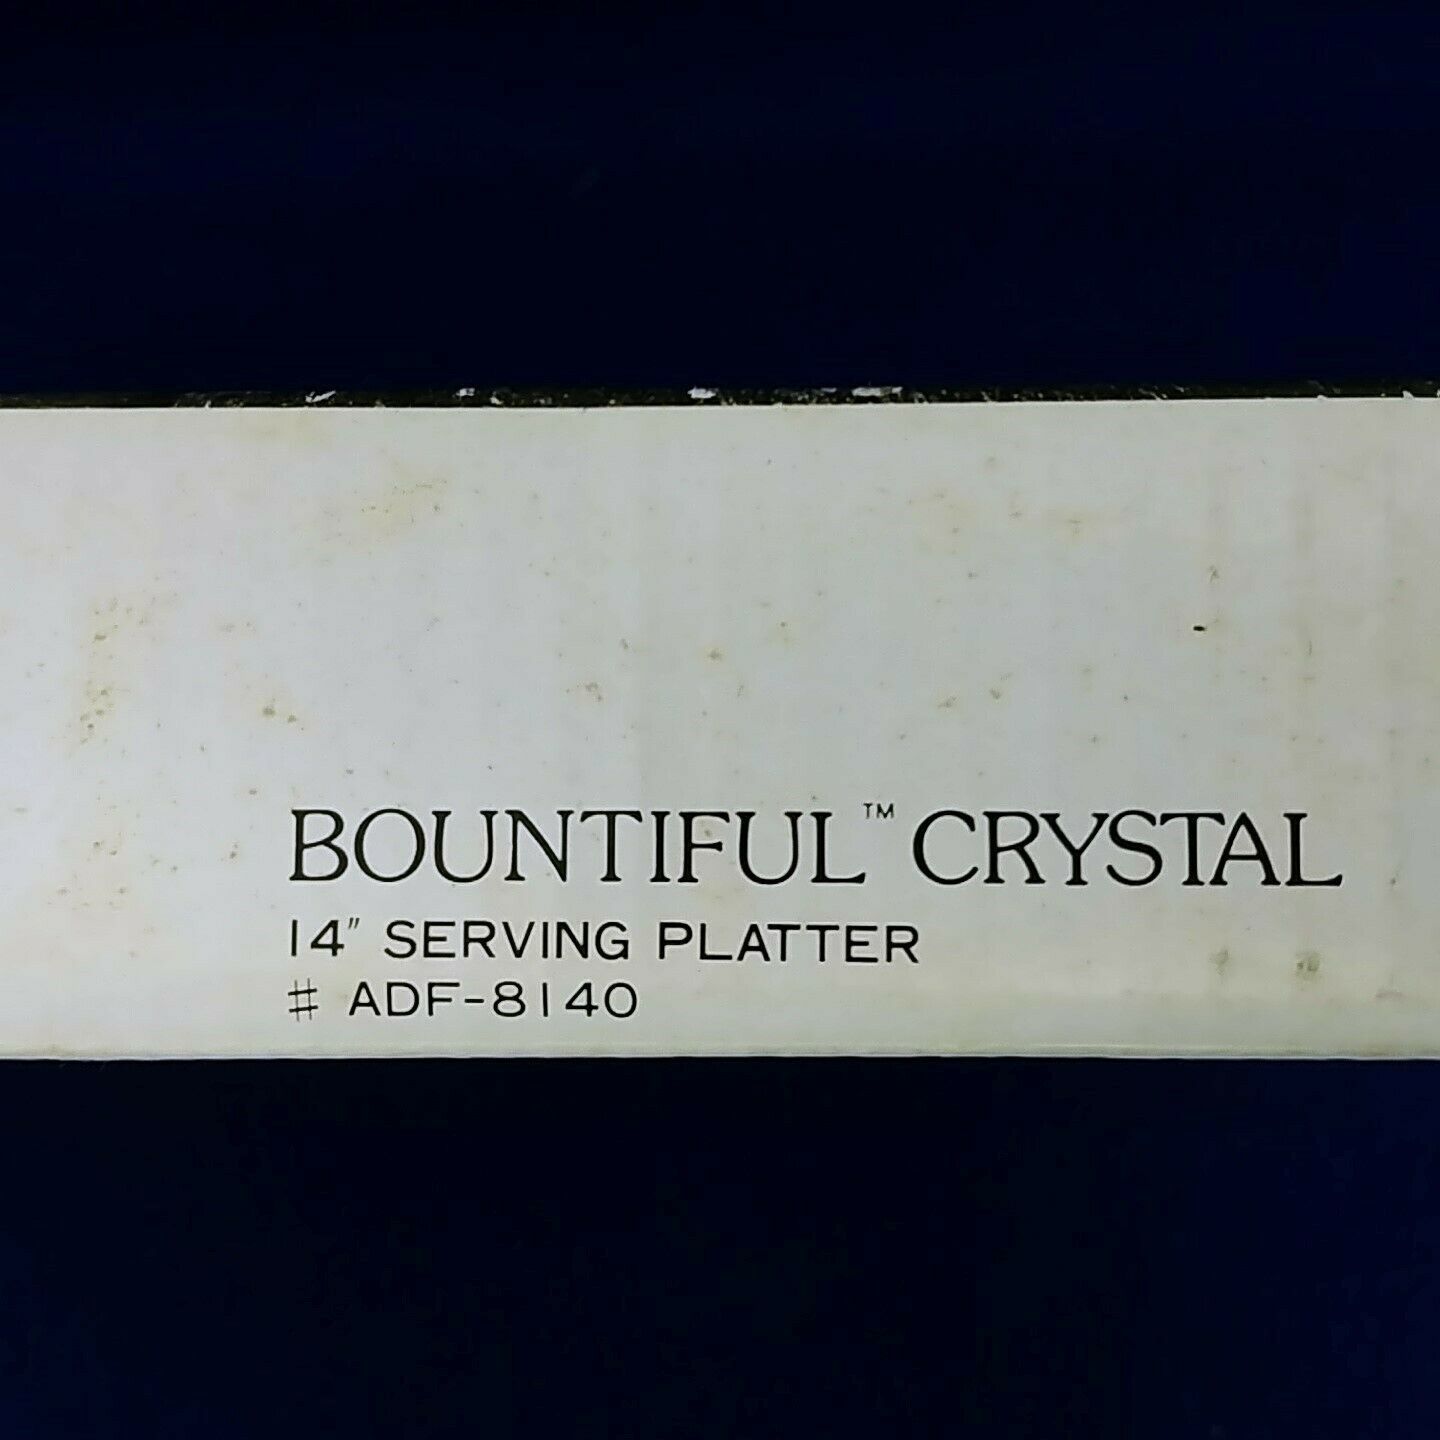 BOUNTIFUL™ CRYSTAL
14" SERVING PLATTER
# ADF-8140